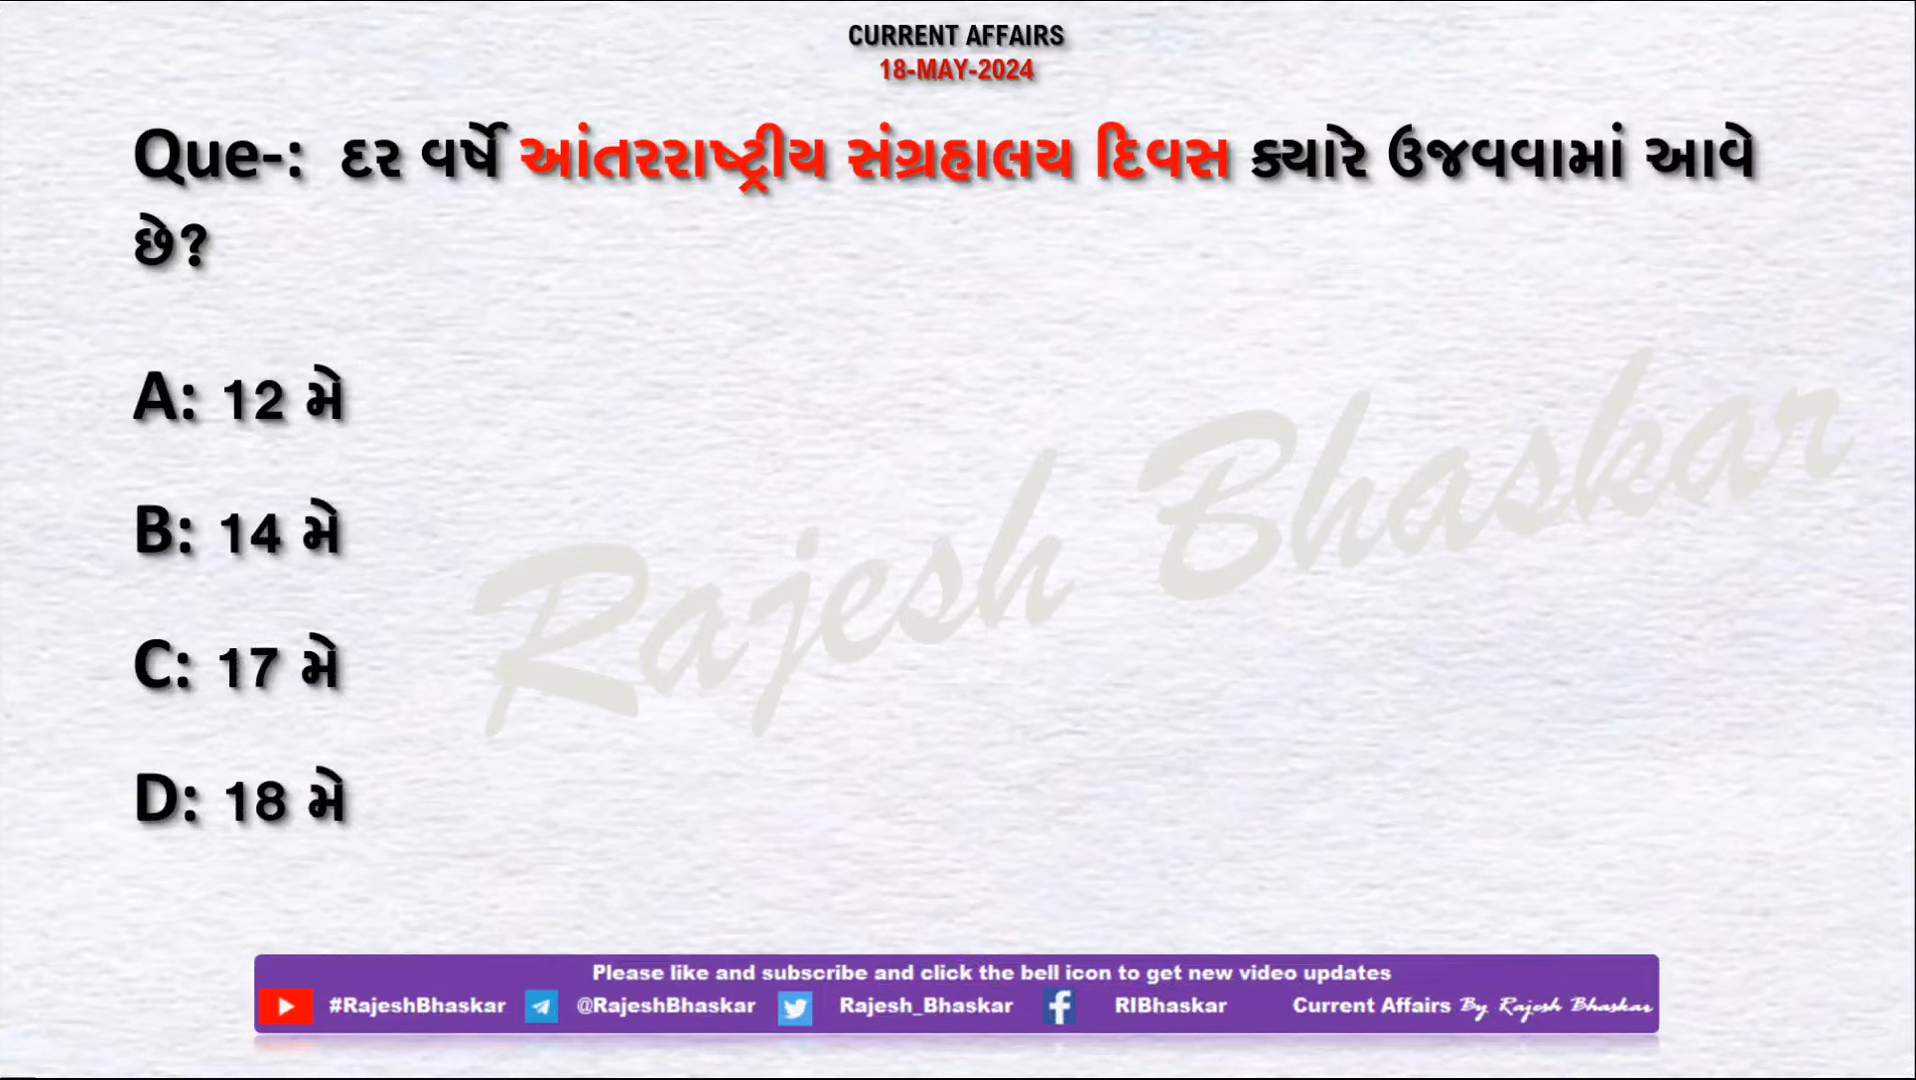 CURRENT AFFAIRS
18-MAY-2024
Que-: દર વર્ષે આંતરરાષ્ટ્રીય સંગ્રહાલય દિવસ ક્યારે ઉજવવામાં આવે
છે?
A: 12 મે
B: 14 મે
C: 17 મે
D: 18 મે
Rajesh Bhaskar
Please like and subscribe and click the bell icon to get new video updates
#RajeshBhaskar @RajeshBhaskar Rajesh_Bhaskar RIBhaskar Current Affairs By Rajesh Bhaskar